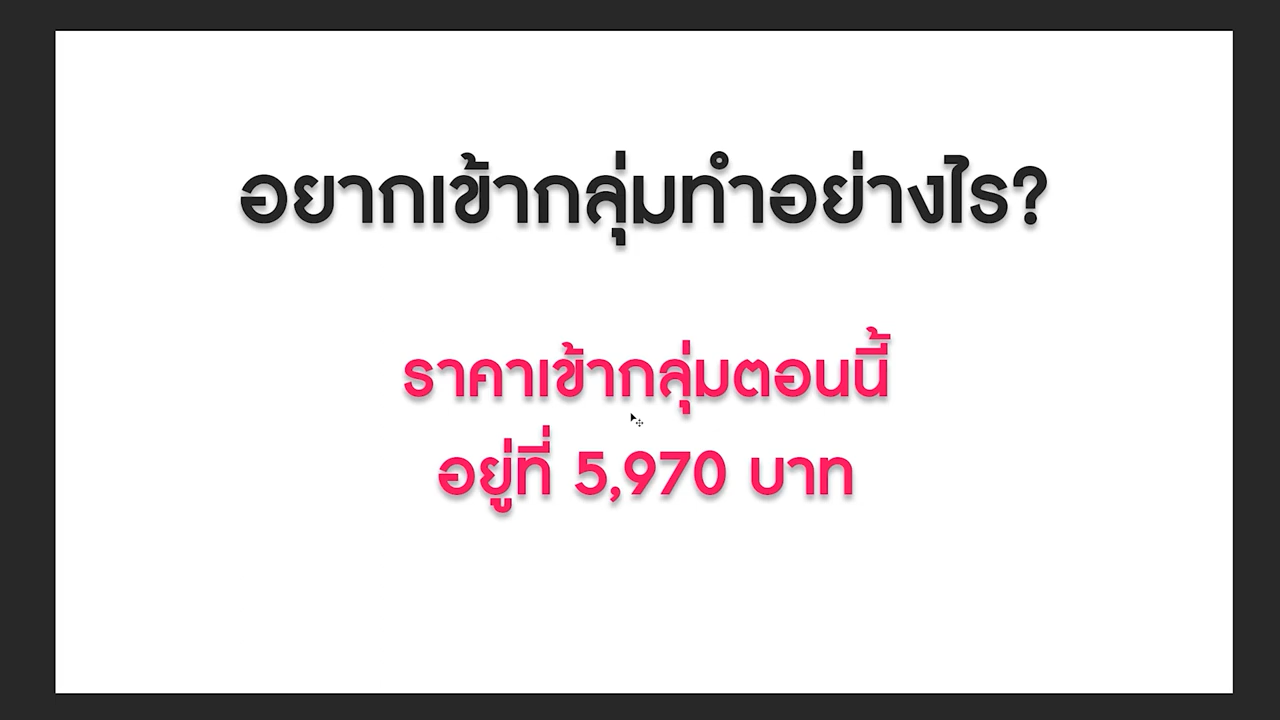 อยากเข้ากลุ่มทำอย่างไร?
ราคาเข้ากลุ่มตอนนี้
อยู่ที่ 5,970 บาท